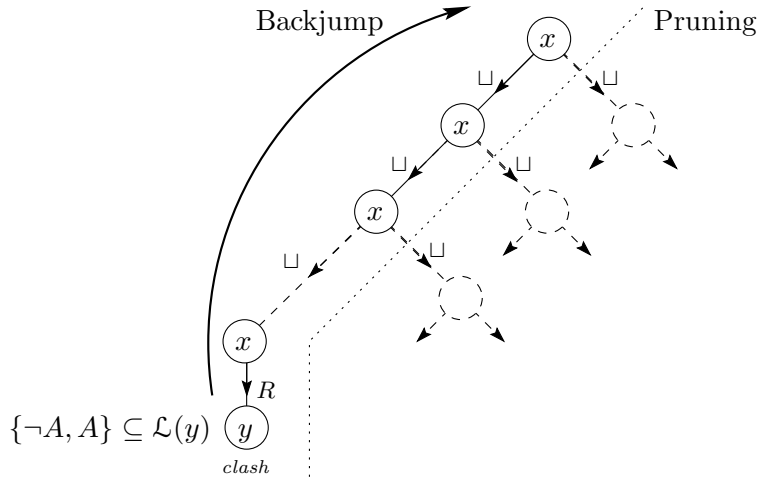 Backjump
Pruning
x
⊔
⊔
x
⊔
⊔
x
⊔
⊔
x
R
{¬A, A} ⊆ ℒ(y)
y
clash